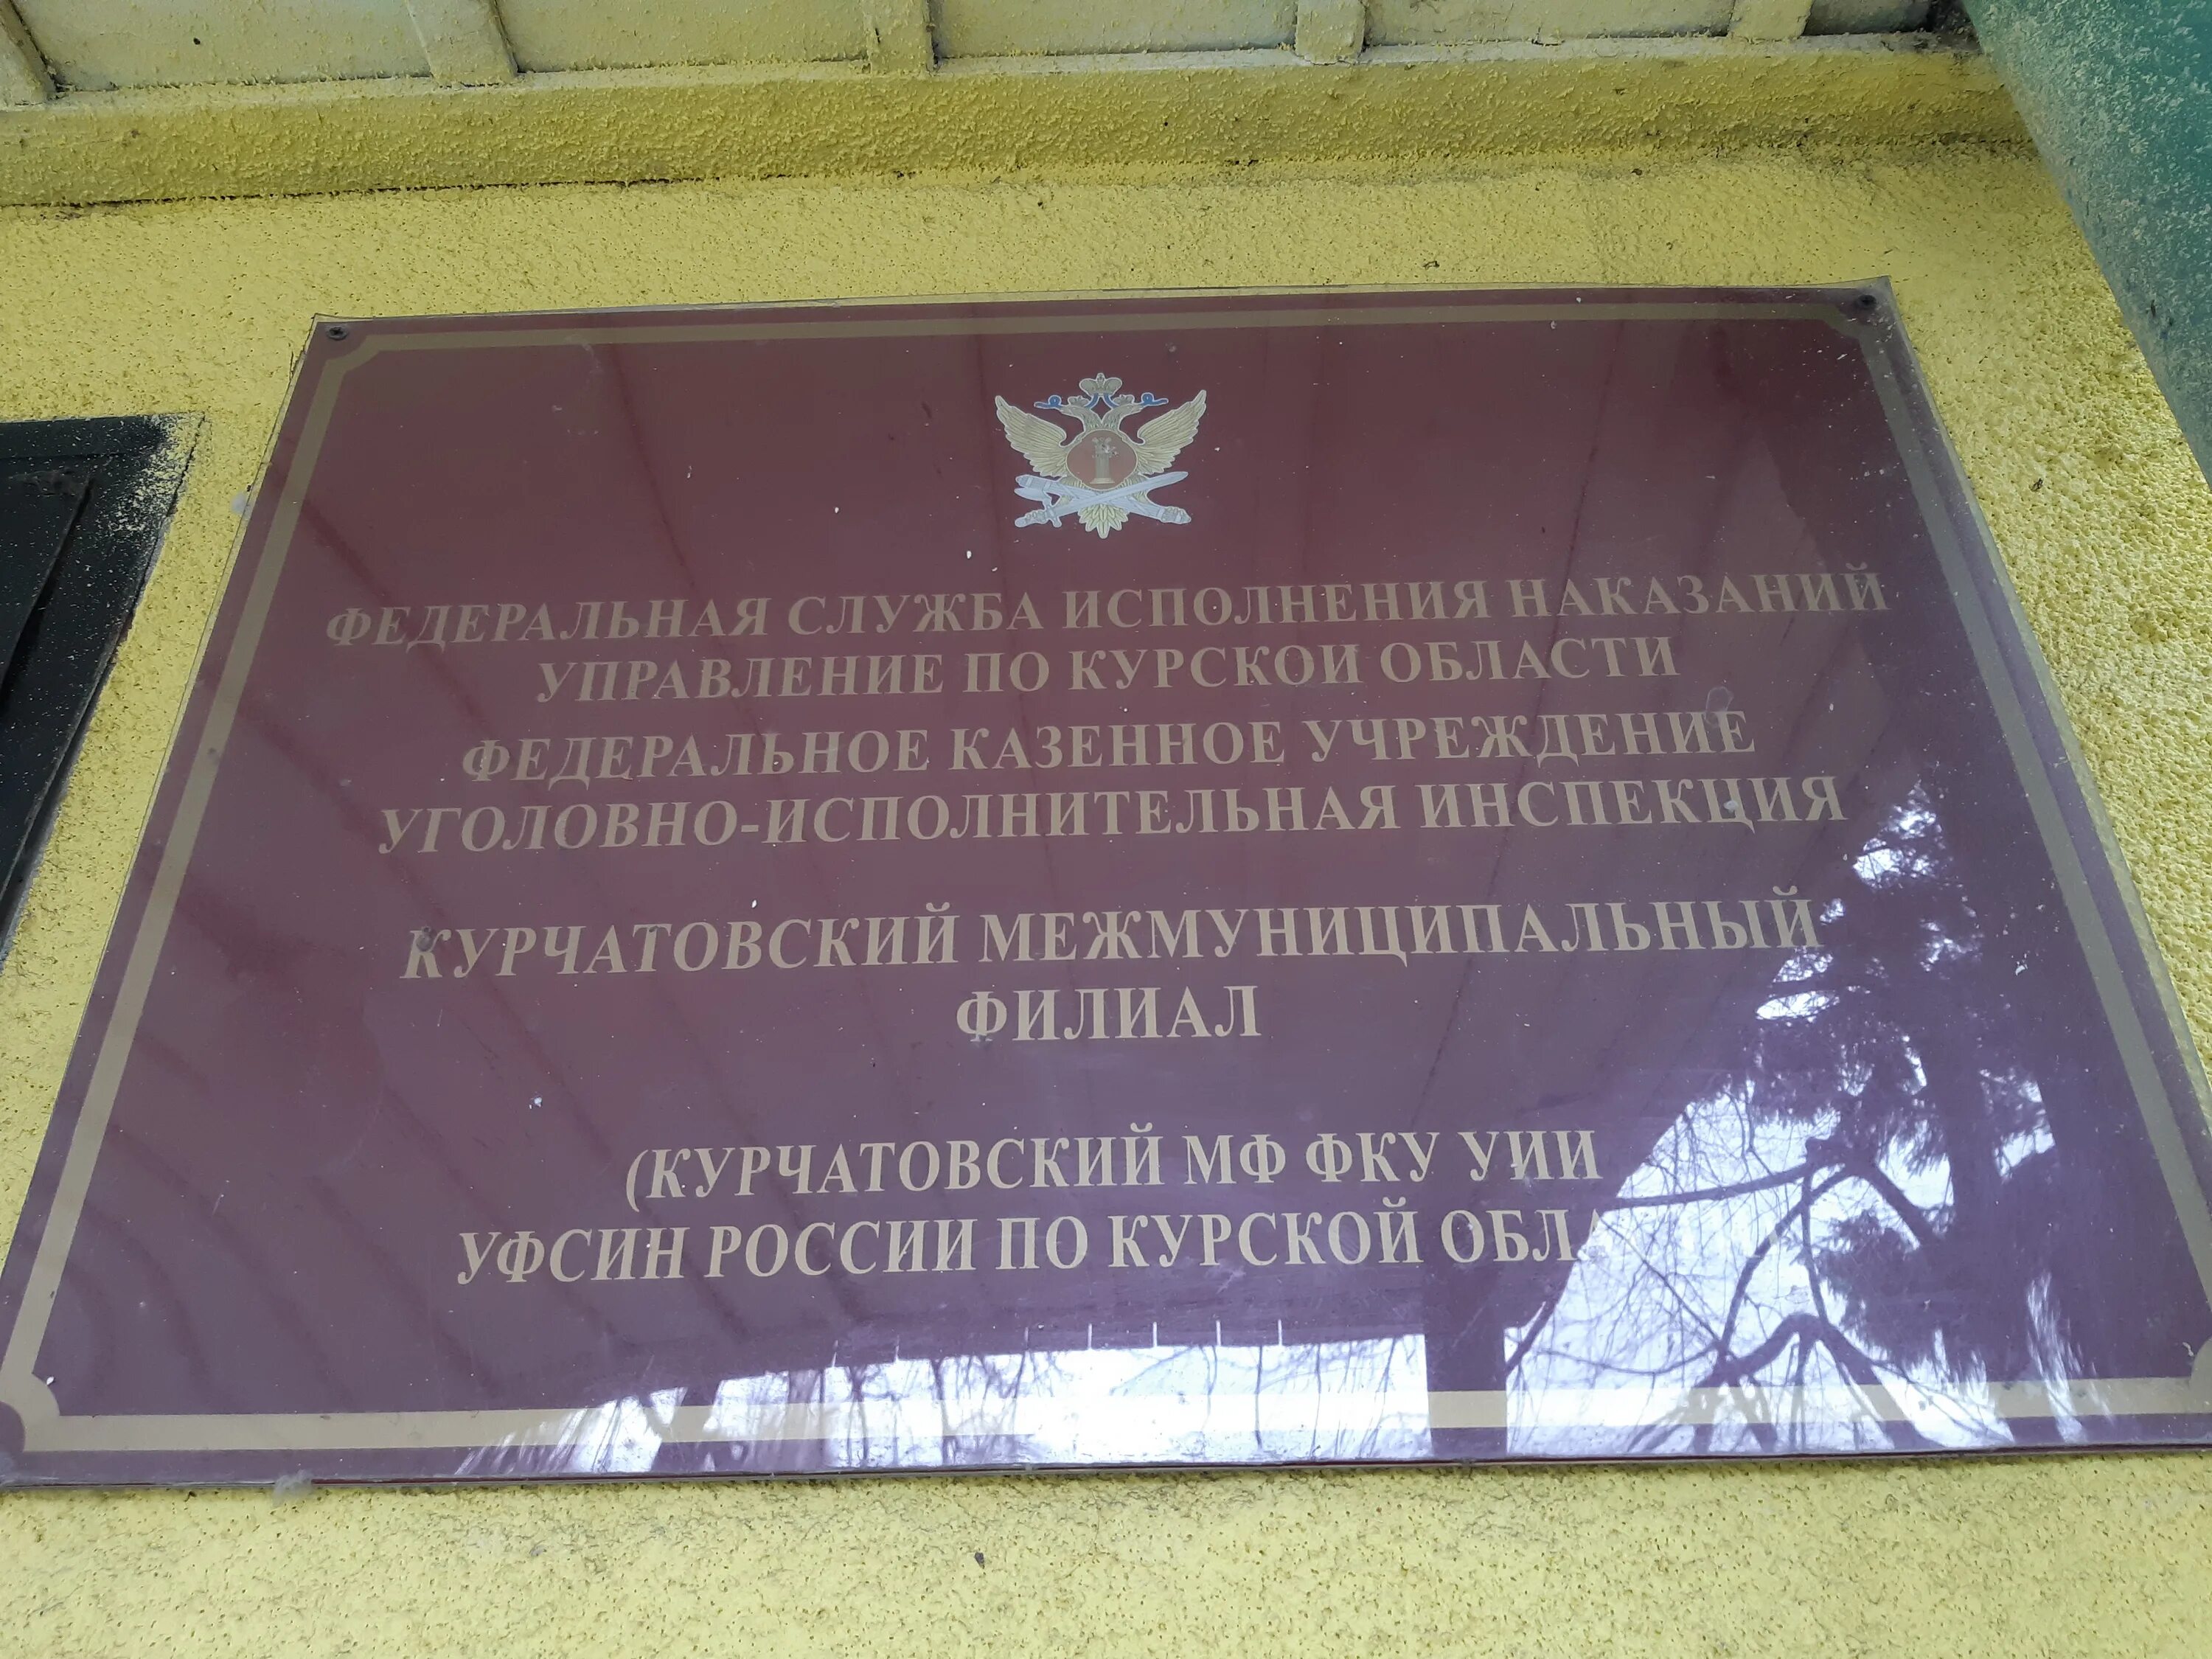 ФЕДЕРАЛЬНАЯ СЛУЖБА ИСПОЛНЕНИЯ НАКАЗАНИЙ
УПРАВЛЕНИЕ ПО КУРСКОИ ОБЛАСТИ
ФЕДЕРАЛЬНОЕ КАЗЕННОЕ УЧРЕЖДЕНИЕ
УГОЛОВНО-ИСПОЛНИТЕЛЬНАЯ ИНСПЕКЦИЯ
КУРЧАТОВСКИЙ МЕЖМУНИЦИПАЛЬНЫЙ
ФИЛИАЛ
(КУРЧАТОВСКИЙ МФ ФКУ УИИ
УФСИН РОССИИ ПО КУРСКОЙ